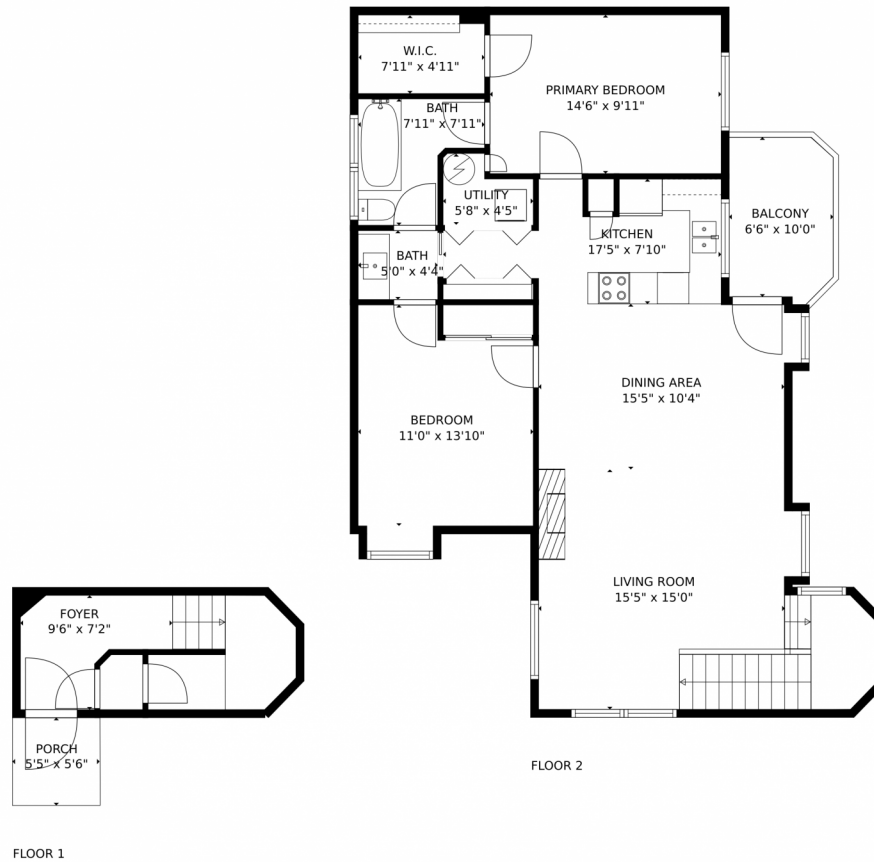 W.I.C.
7'11" x 4'11"
PRIMARY BEDROOM
14'6" x 9'11"
BATH
7'11" x 7'11"
UTILITY
5'8" x 4'5"
KITCHEN
17'5" x 7'10"
BALCONY
6'6" x 10'0"
BATH
5'0" x 4'4"
DINING AREA
15'5" x 10'4"
BEDROOM
11'0" x 13'10"
LIVING ROOM
15'5" x 15'0"
FOYER
9'6" x 7'2"
PORCH
5'5" x 5'6"
FLOOR 2
FLOOR 1